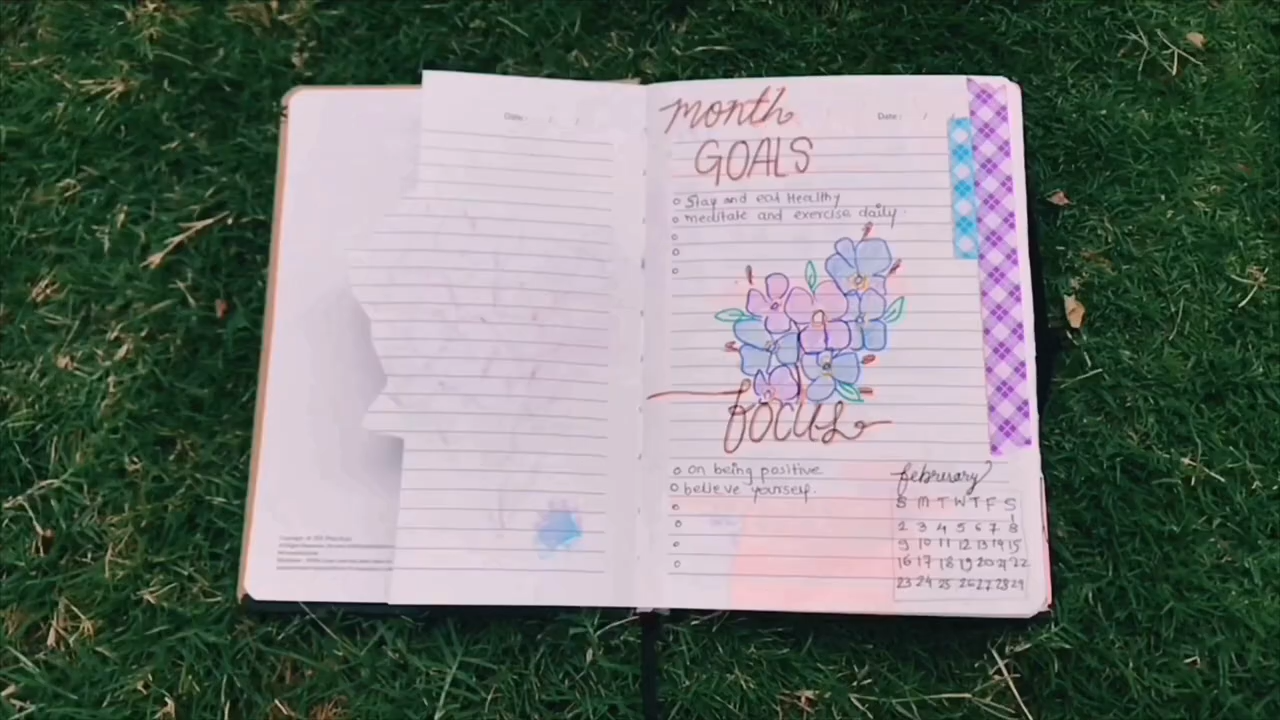 Date : / /
month
Date : /
GOALS
Stay and eat Healthy
meditate and exercise daily.
focus
on being positive
believe yourself.
februsary
S M T W T F S
1
2 3 4 5 6 7 8
9 10 11 12 13 14 15
16 17 18 19 20 21 22
23 24 25 26 27 28 29